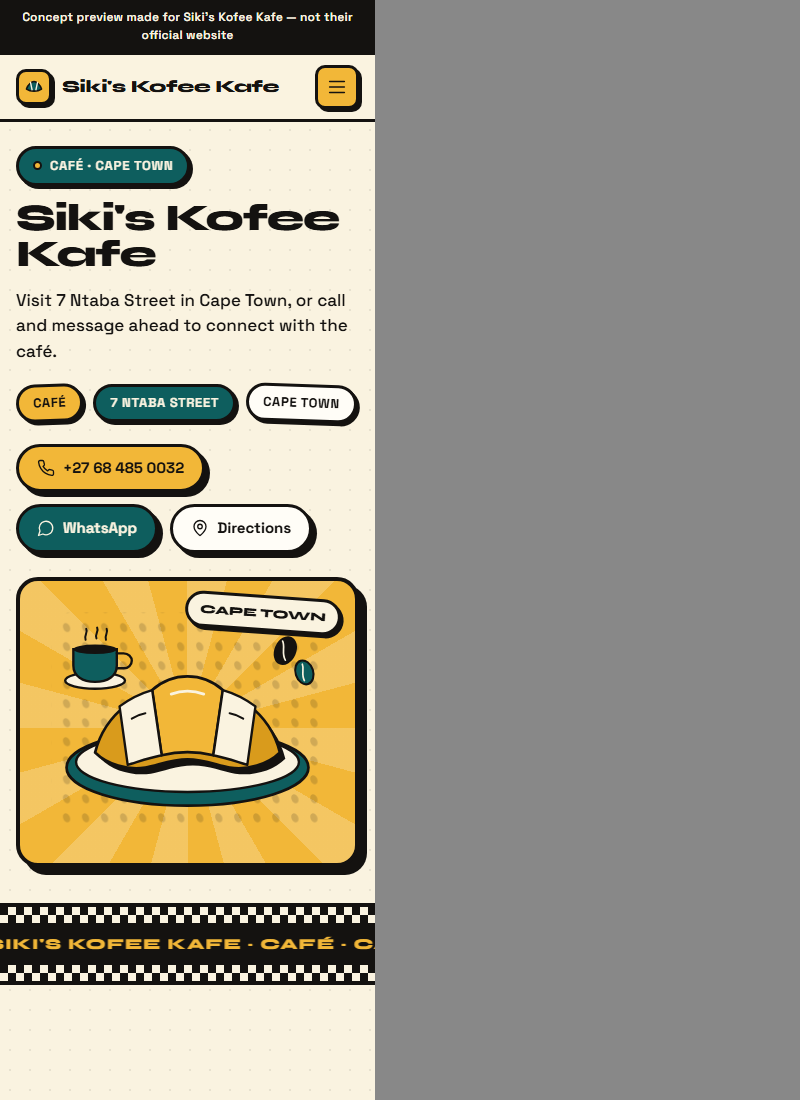 Concept preview made for Siki's Kofee Kafe — not their
official website
Siki's Kofee Kafe
CAFÉ · CAPE TOWN
Siki's Kofee
Kafe
Visit 7 Ntaba Street in Cape Town, or call
and message ahead to connect with the
café.
CAFÉ
7 NTABA STREET
CAPE TOWN
+27 68 485 0032
WhatsApp
Directions
CAPE TOWN
SIKI'S KOFEE KAFE · CAFÉ ·